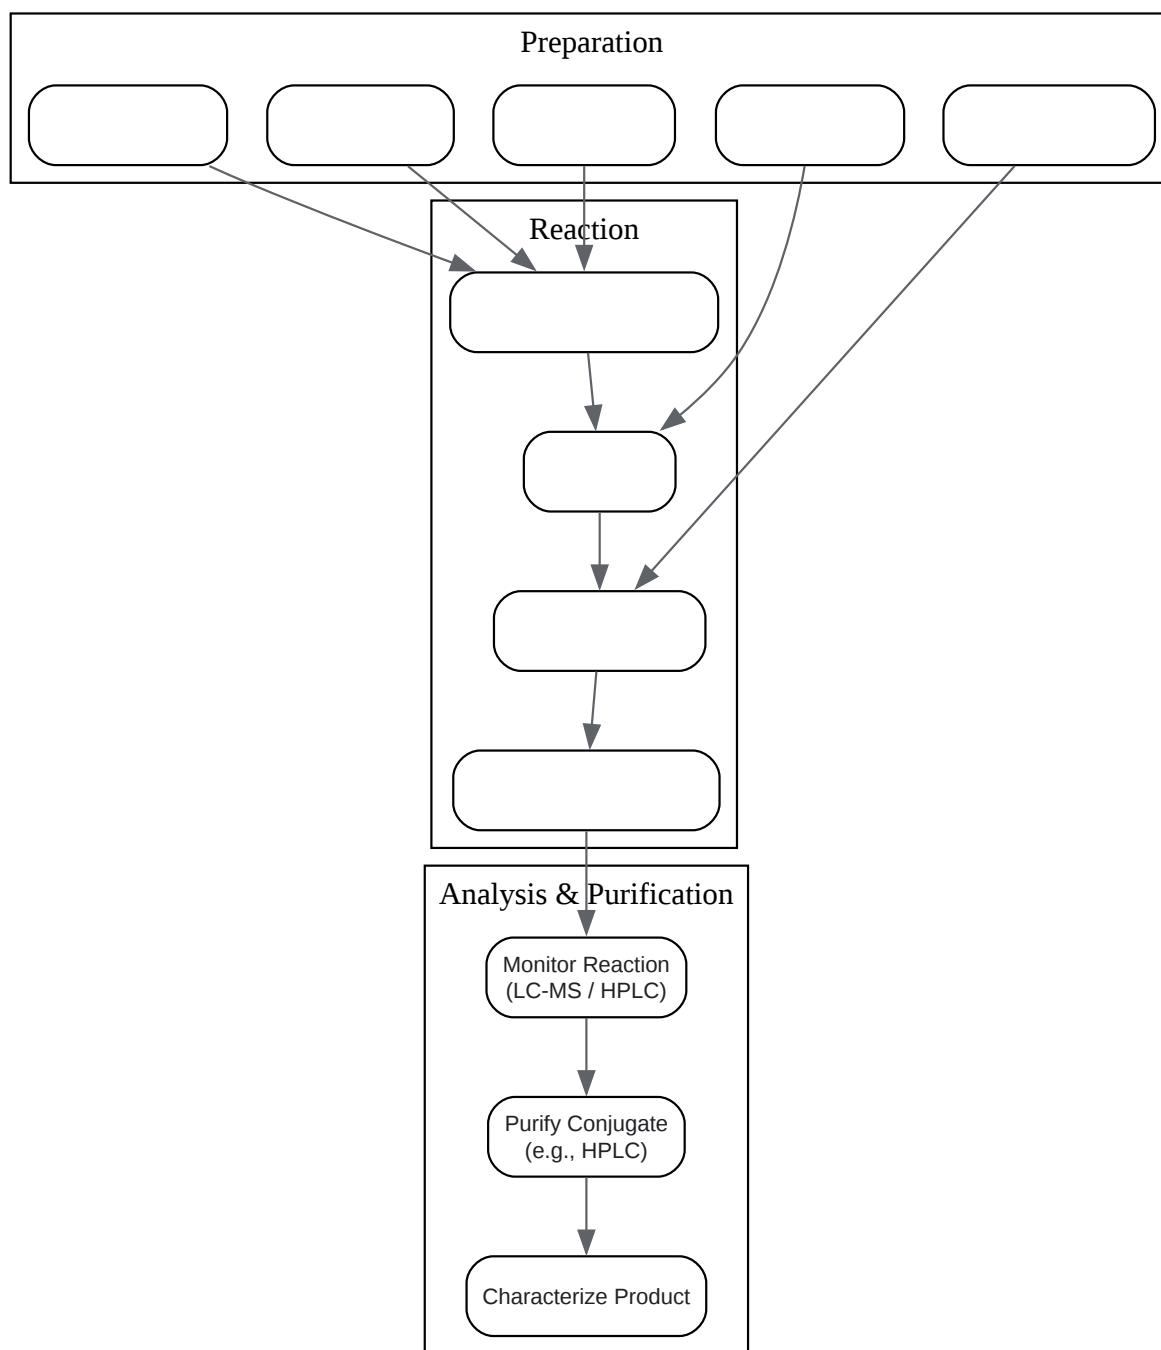 Preparation
Reaction
Analysis & Purification
Monitor Reaction
(LC-MS / HPLC)
Purify Conjugate
(e.g., HPLC)
Characterize Product